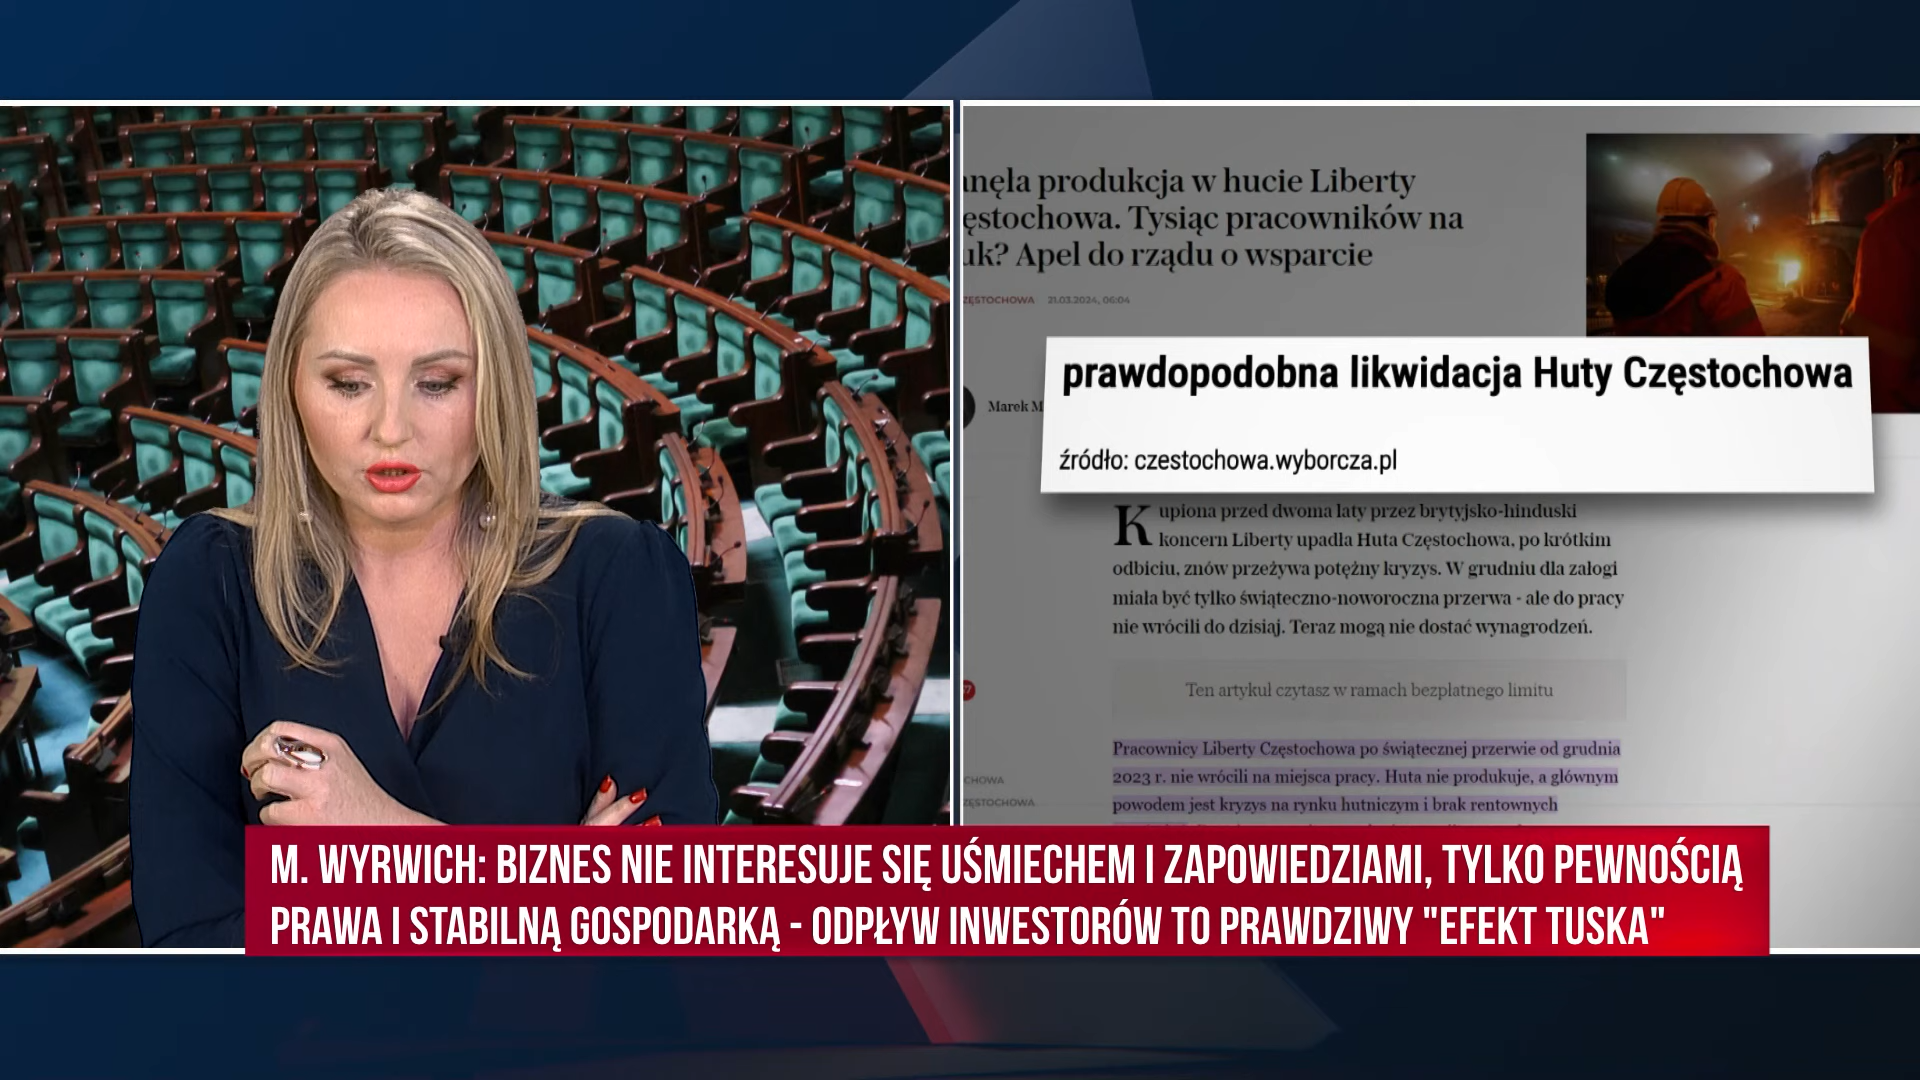 produkcja w hucie Liberty
Tysiąc pracowników na
Apel do rządu o wsparcie
21.03.2024, 06:04
prawdopodobna likwidacja Huty Częstochowa
Marek
źródło: czestochowa.wyborcza.pl
Kupiona przed dwoma laty przez brytyjsko-hinduski
koncern Liberty upadła Huta Częstochowa, po krótkim
odbiciu, znów przeżywa potężny kryzys. W grudniu dla załogi
miała być tylko świąteczno-noworoczna przerwa - ale do pracy
nie wrócili do dzisiaj. Teraz mogą nie dostać wynagrodzeń.
Ten artykuł czytasz w ramach bezpłatnego limitu
Pracownicy Liberty Częstochowa po świątecznej przerwie od grudnia
2023 r. nie wrócili na miejsca pracy. Huta nie produkuje, a głównym
powodem jest kryzys na rynku hutniczym i brak rentownych
M. WYRWICH: BIZNES NIE INTERESUJE SIĘ UŚMIECHEM I ZAPOWIEDZIAMI, TYLKO PEWNOŚCIĄ
PRAWA I STABILNĄ GOSPODARKĄ - ODPŁYW INWESTORÓW TO PRAWDZIWY "EFEKT TUSKA"